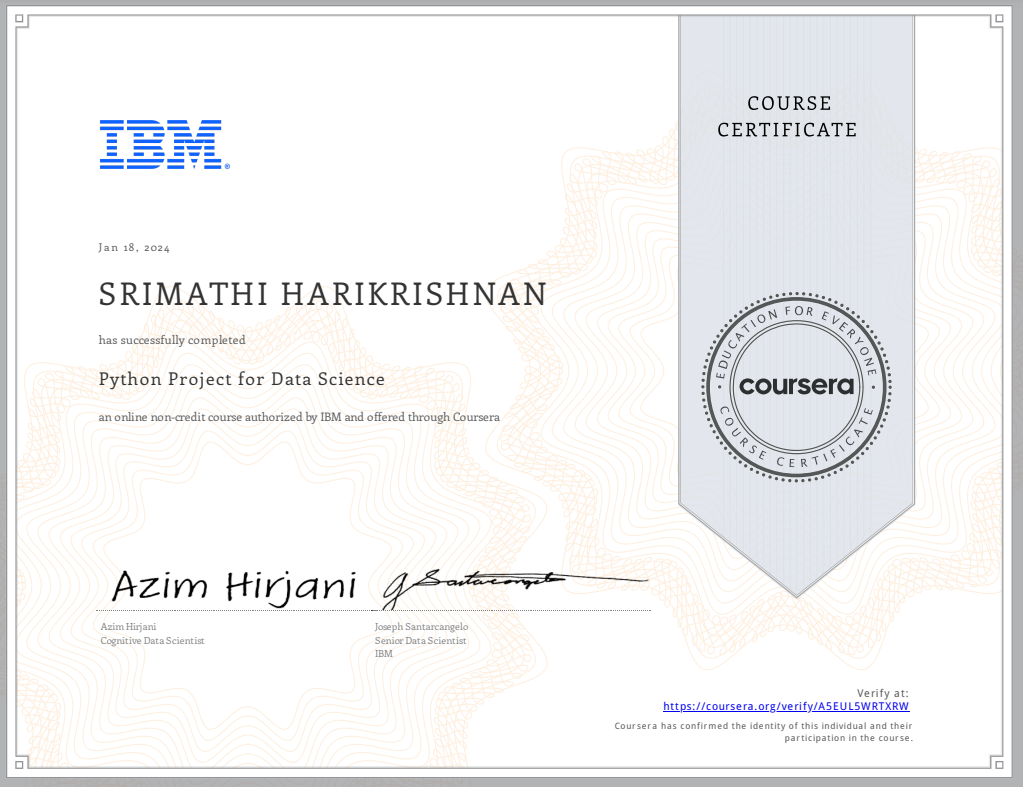 COURSE
CERTIFICATE
IBM®
Jan 18, 2024
SRIMATHI HARIKRISHNAN
has successfully completed
Python Project for Data Science
an online non-credit course authorized by IBM and offered through Coursera
EDUCATION FOR EVERYONE
coursera
COURSE CERTIFICATE
Azim Hirjani
J Santarcangelo
Azim Hirjani
Cognitive Data Scientist
Joseph Santarcangelo
Senior Data Scientist
IBM
Verify at:
https://coursera.org/verify/A5EUL5WRTXRW
Coursera has confirmed the identity of this individual and their
participation in the course.